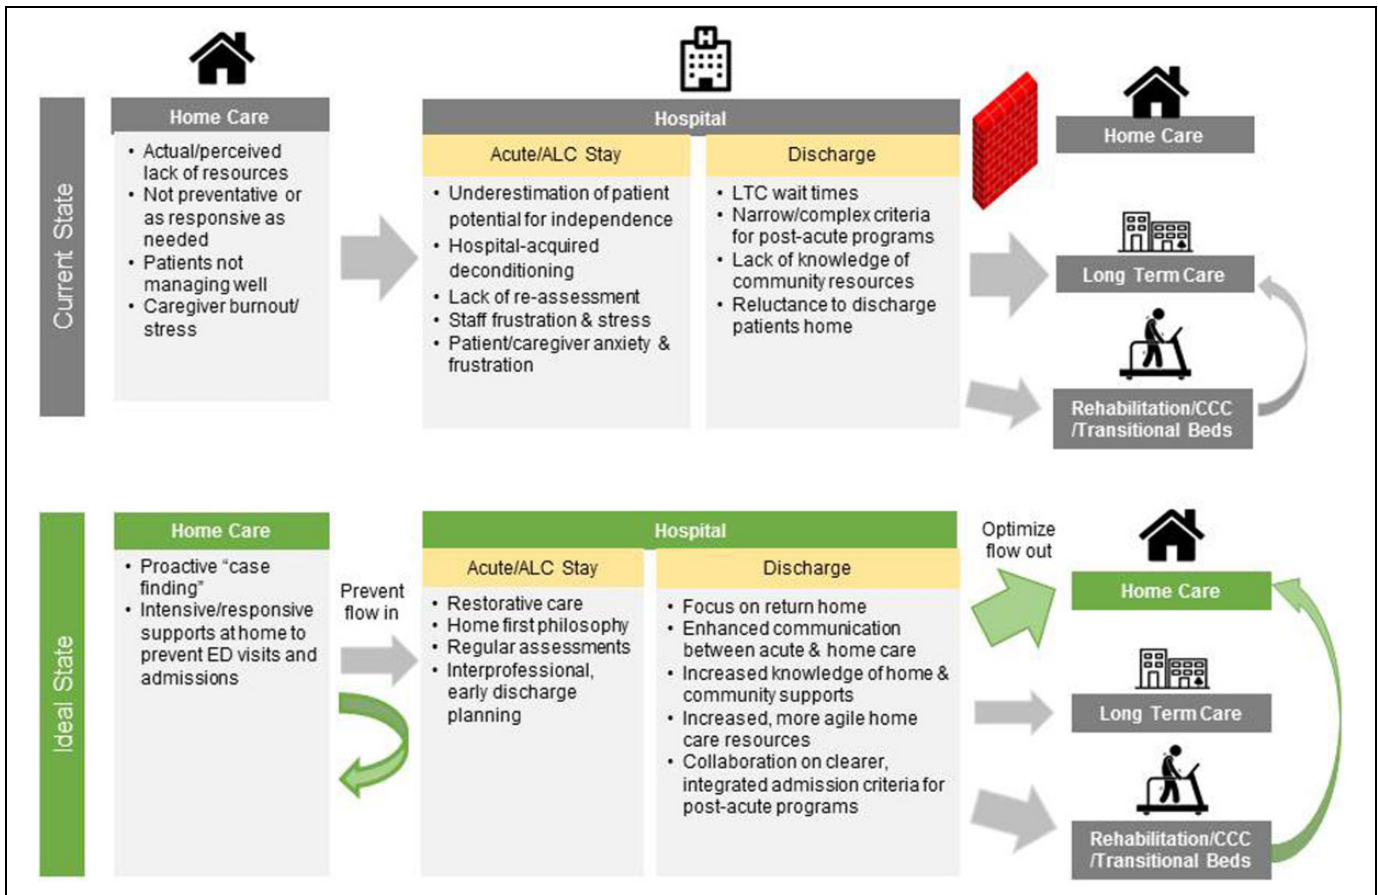 Current State
Home Care
• Actual/perceived
lack of resources
• Not preventative or
as responsive as
needed
• Patients not
managing well
• Caregiver burnout/
stress
H
Hospital
Acute/ALC Stay
• Underestimation of patient
potential for independence
• Hospital-acquired
deconditioning
• Lack of re-assessment
• Staff frustration & stress
• Patient/caregiver anxiety &
frustration
Discharge
• LTC wait times
• Narrow/complex criteria
for post-acute programs
• Lack of knowledge of
community resources
• Reluctance to discharge
patients home
Home Care
Long Term Care
Rehabilitation/CCC
/Transitional Beds
Ideal State
Home Care
• Proactive “case
finding”
• Intensive/responsive
supports at home to
prevent ED visits and
admissions
Prevent
flow in
Hospital
Acute/ALC Stay
• Restorative care
• Home first philosophy
• Regular assessments
• Interprofessional,
early discharge
planning
Discharge
• Focus on return home
• Enhanced communication
between acute & home care
• Increased knowledge of home &
community supports
• Increased, more agile home
care resources
• Collaboration on clearer,
integrated admission criteria for
post-acute programs
Optimize
flow out
Home Care
Long Term Care
Rehabilitation/CCC
/Transitional Beds